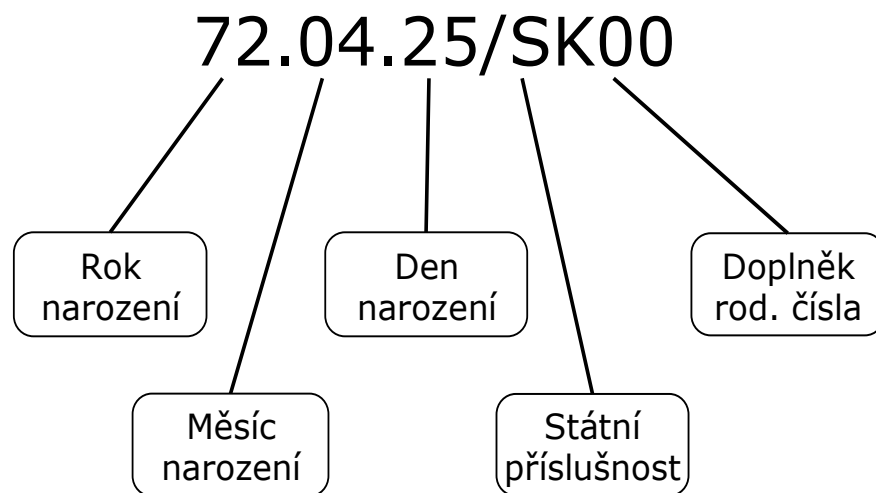 72.04.25/SK00
Rok
narození
Den
narození
Doplněk
rod. čísla
Měsíc
narození
Státní
příslušnost